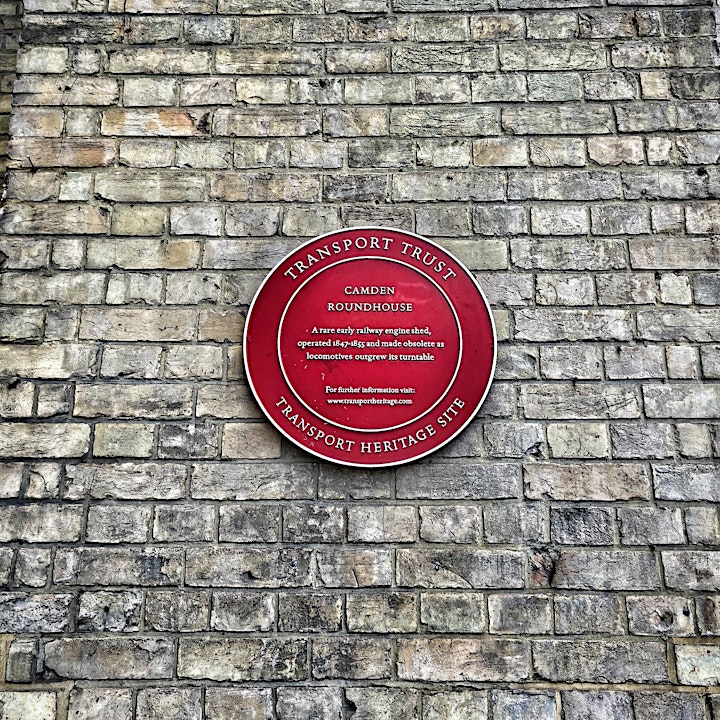 TRANSPORT TRUST
CAMDEN
ROUNDHOUSE
A rare early railway engine shed,
operated 1847-1855 and made obsolete as
locomotives outgrew its turntable
For further information visit:
www.transportheritage.com
TRANSPORT HERITAGE SITE